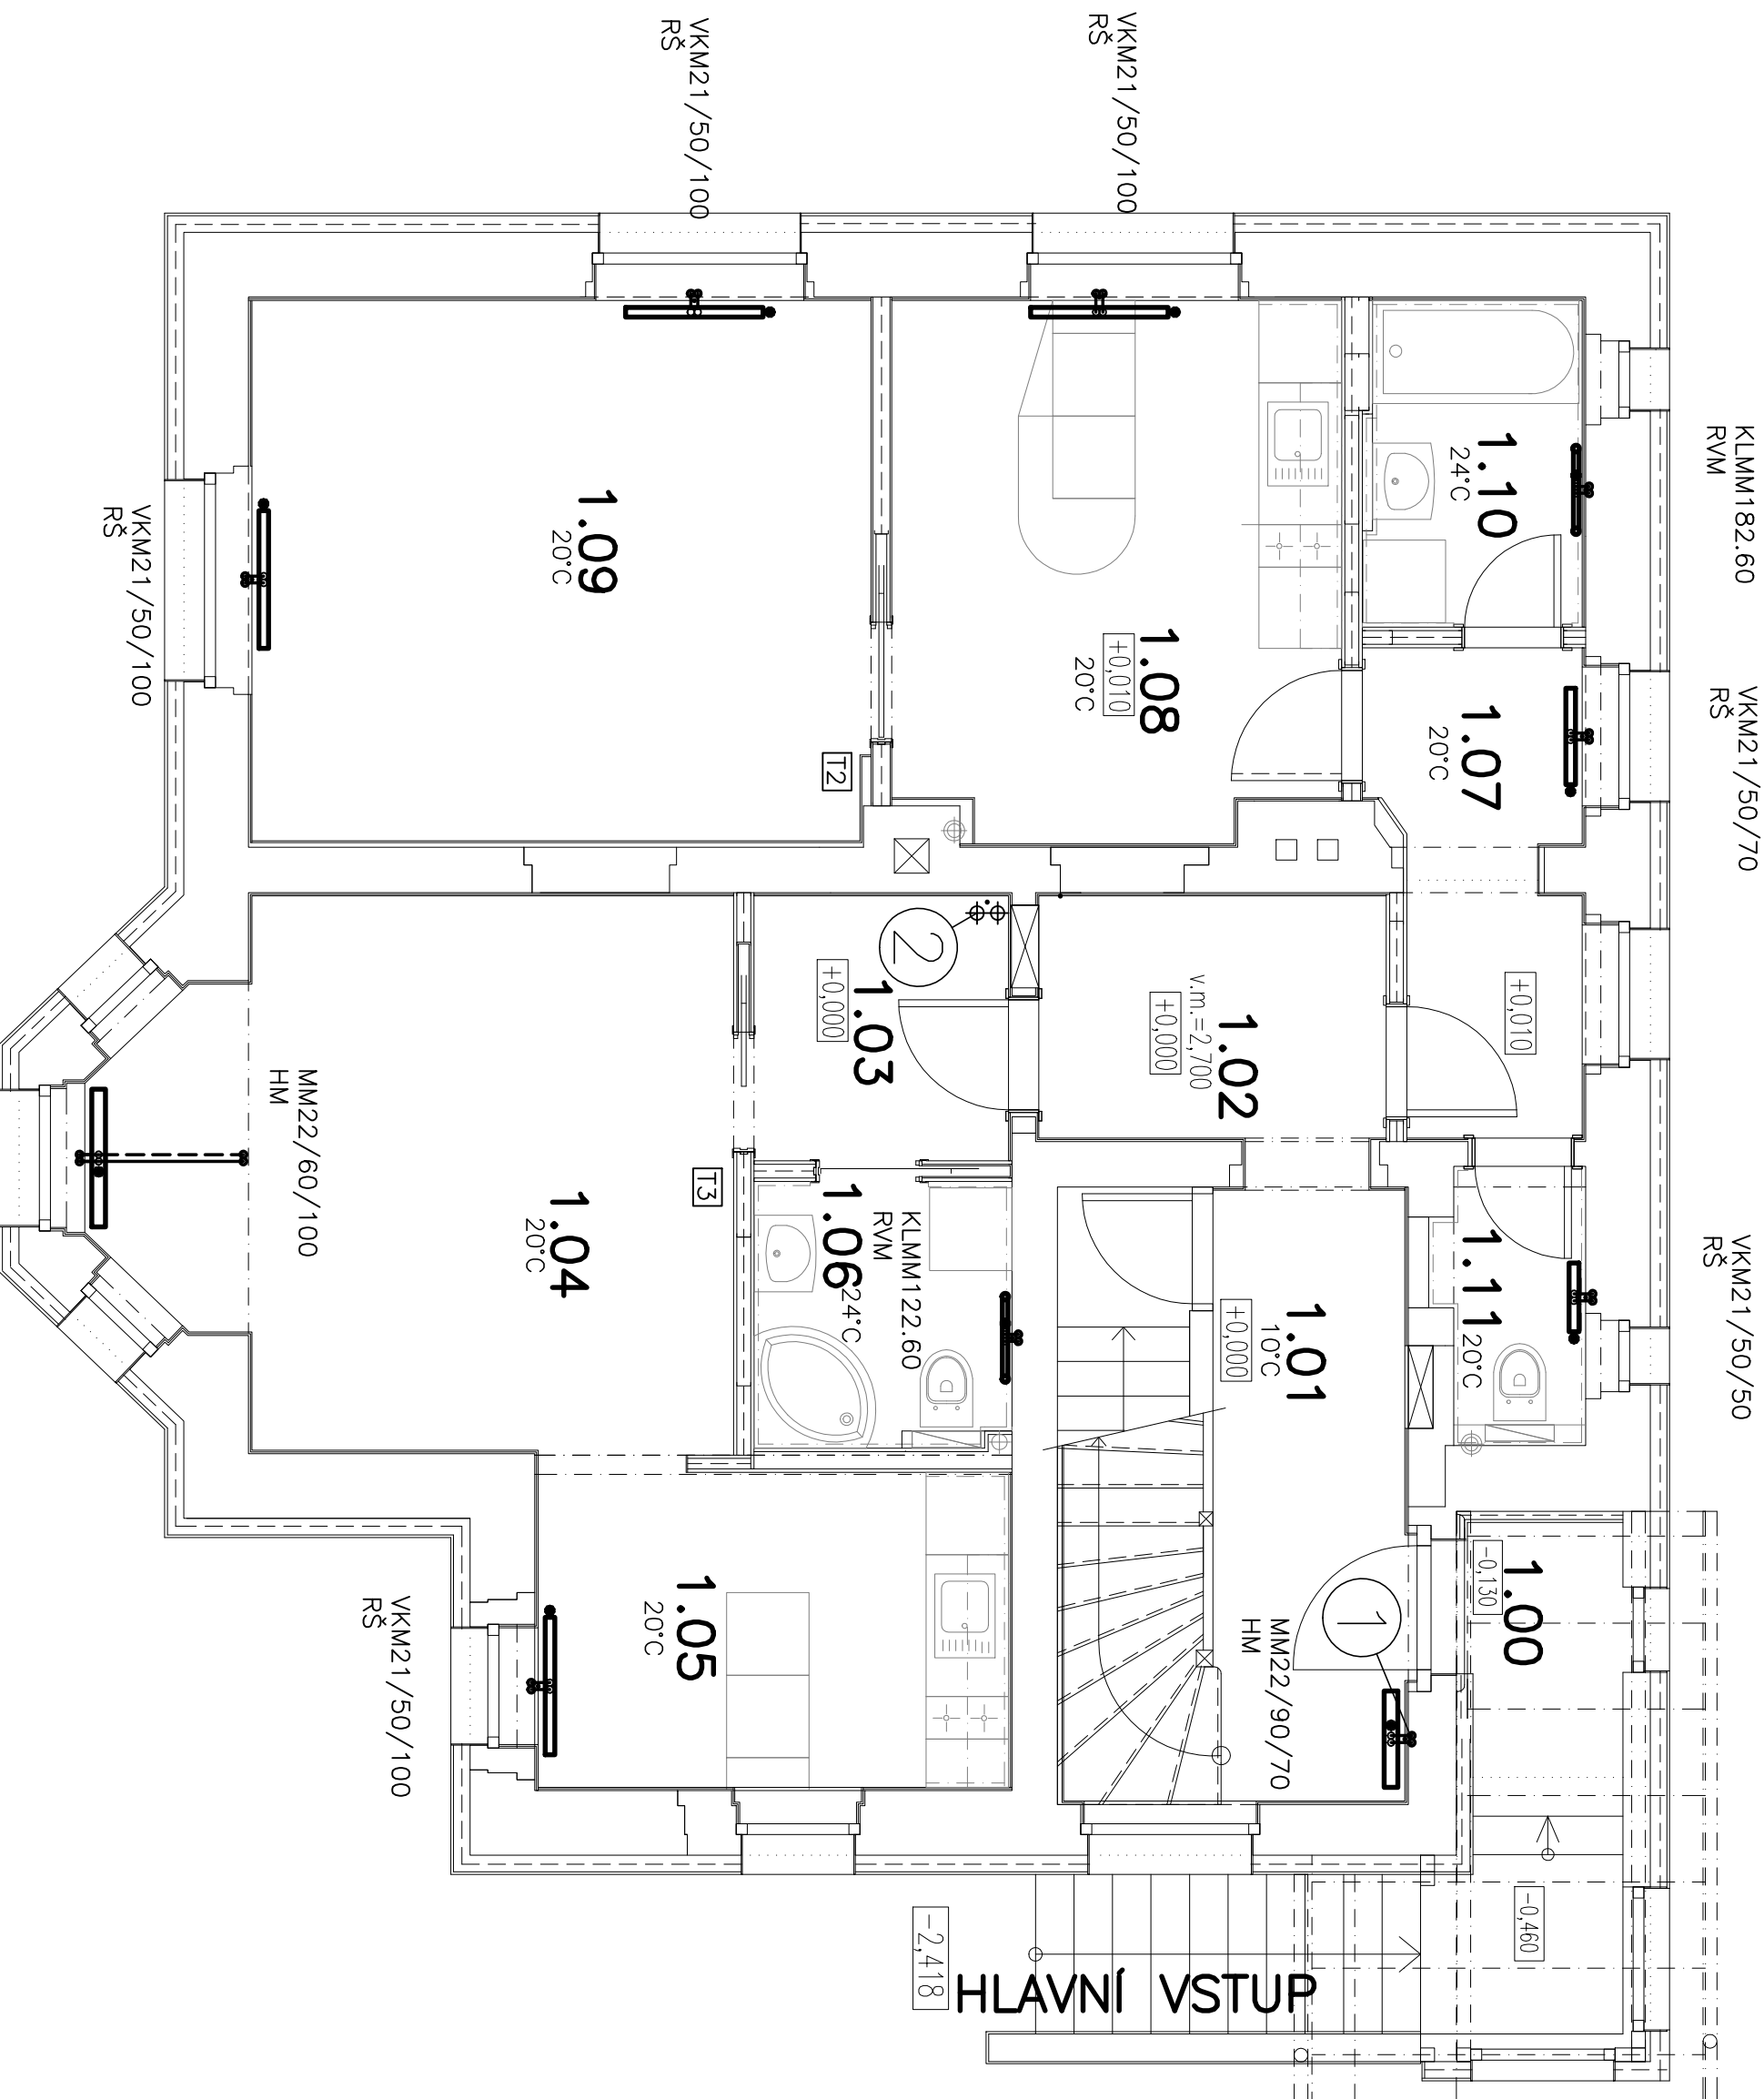 VKM21/50/100
RŠ
VKM21/50/100
RŠ
KLMM182.60
RVM
VKM21/50/70
RŠ
VKM21/50/50
RŠ
1.10
24°C
1.07
20°C
1.08
+0,010
20°C
1.09
20°C
T2
VKM21/50/100
RŠ
+0,010
1.02
v.m.=2,700
+0,000
2
1.03
+0,000
1.11
20°C
1.01
10°C
+0,000
KLMM122.60
RVM
1.06
24°C
T3
1.04
20°C
MM22/60/100
HM
1.00
-0,130
1
MM22/90/70
HM
1.05
20°C
VKM21/50/100
RŠ
-0,460
-2,418
HLAVNÍ VSTUP